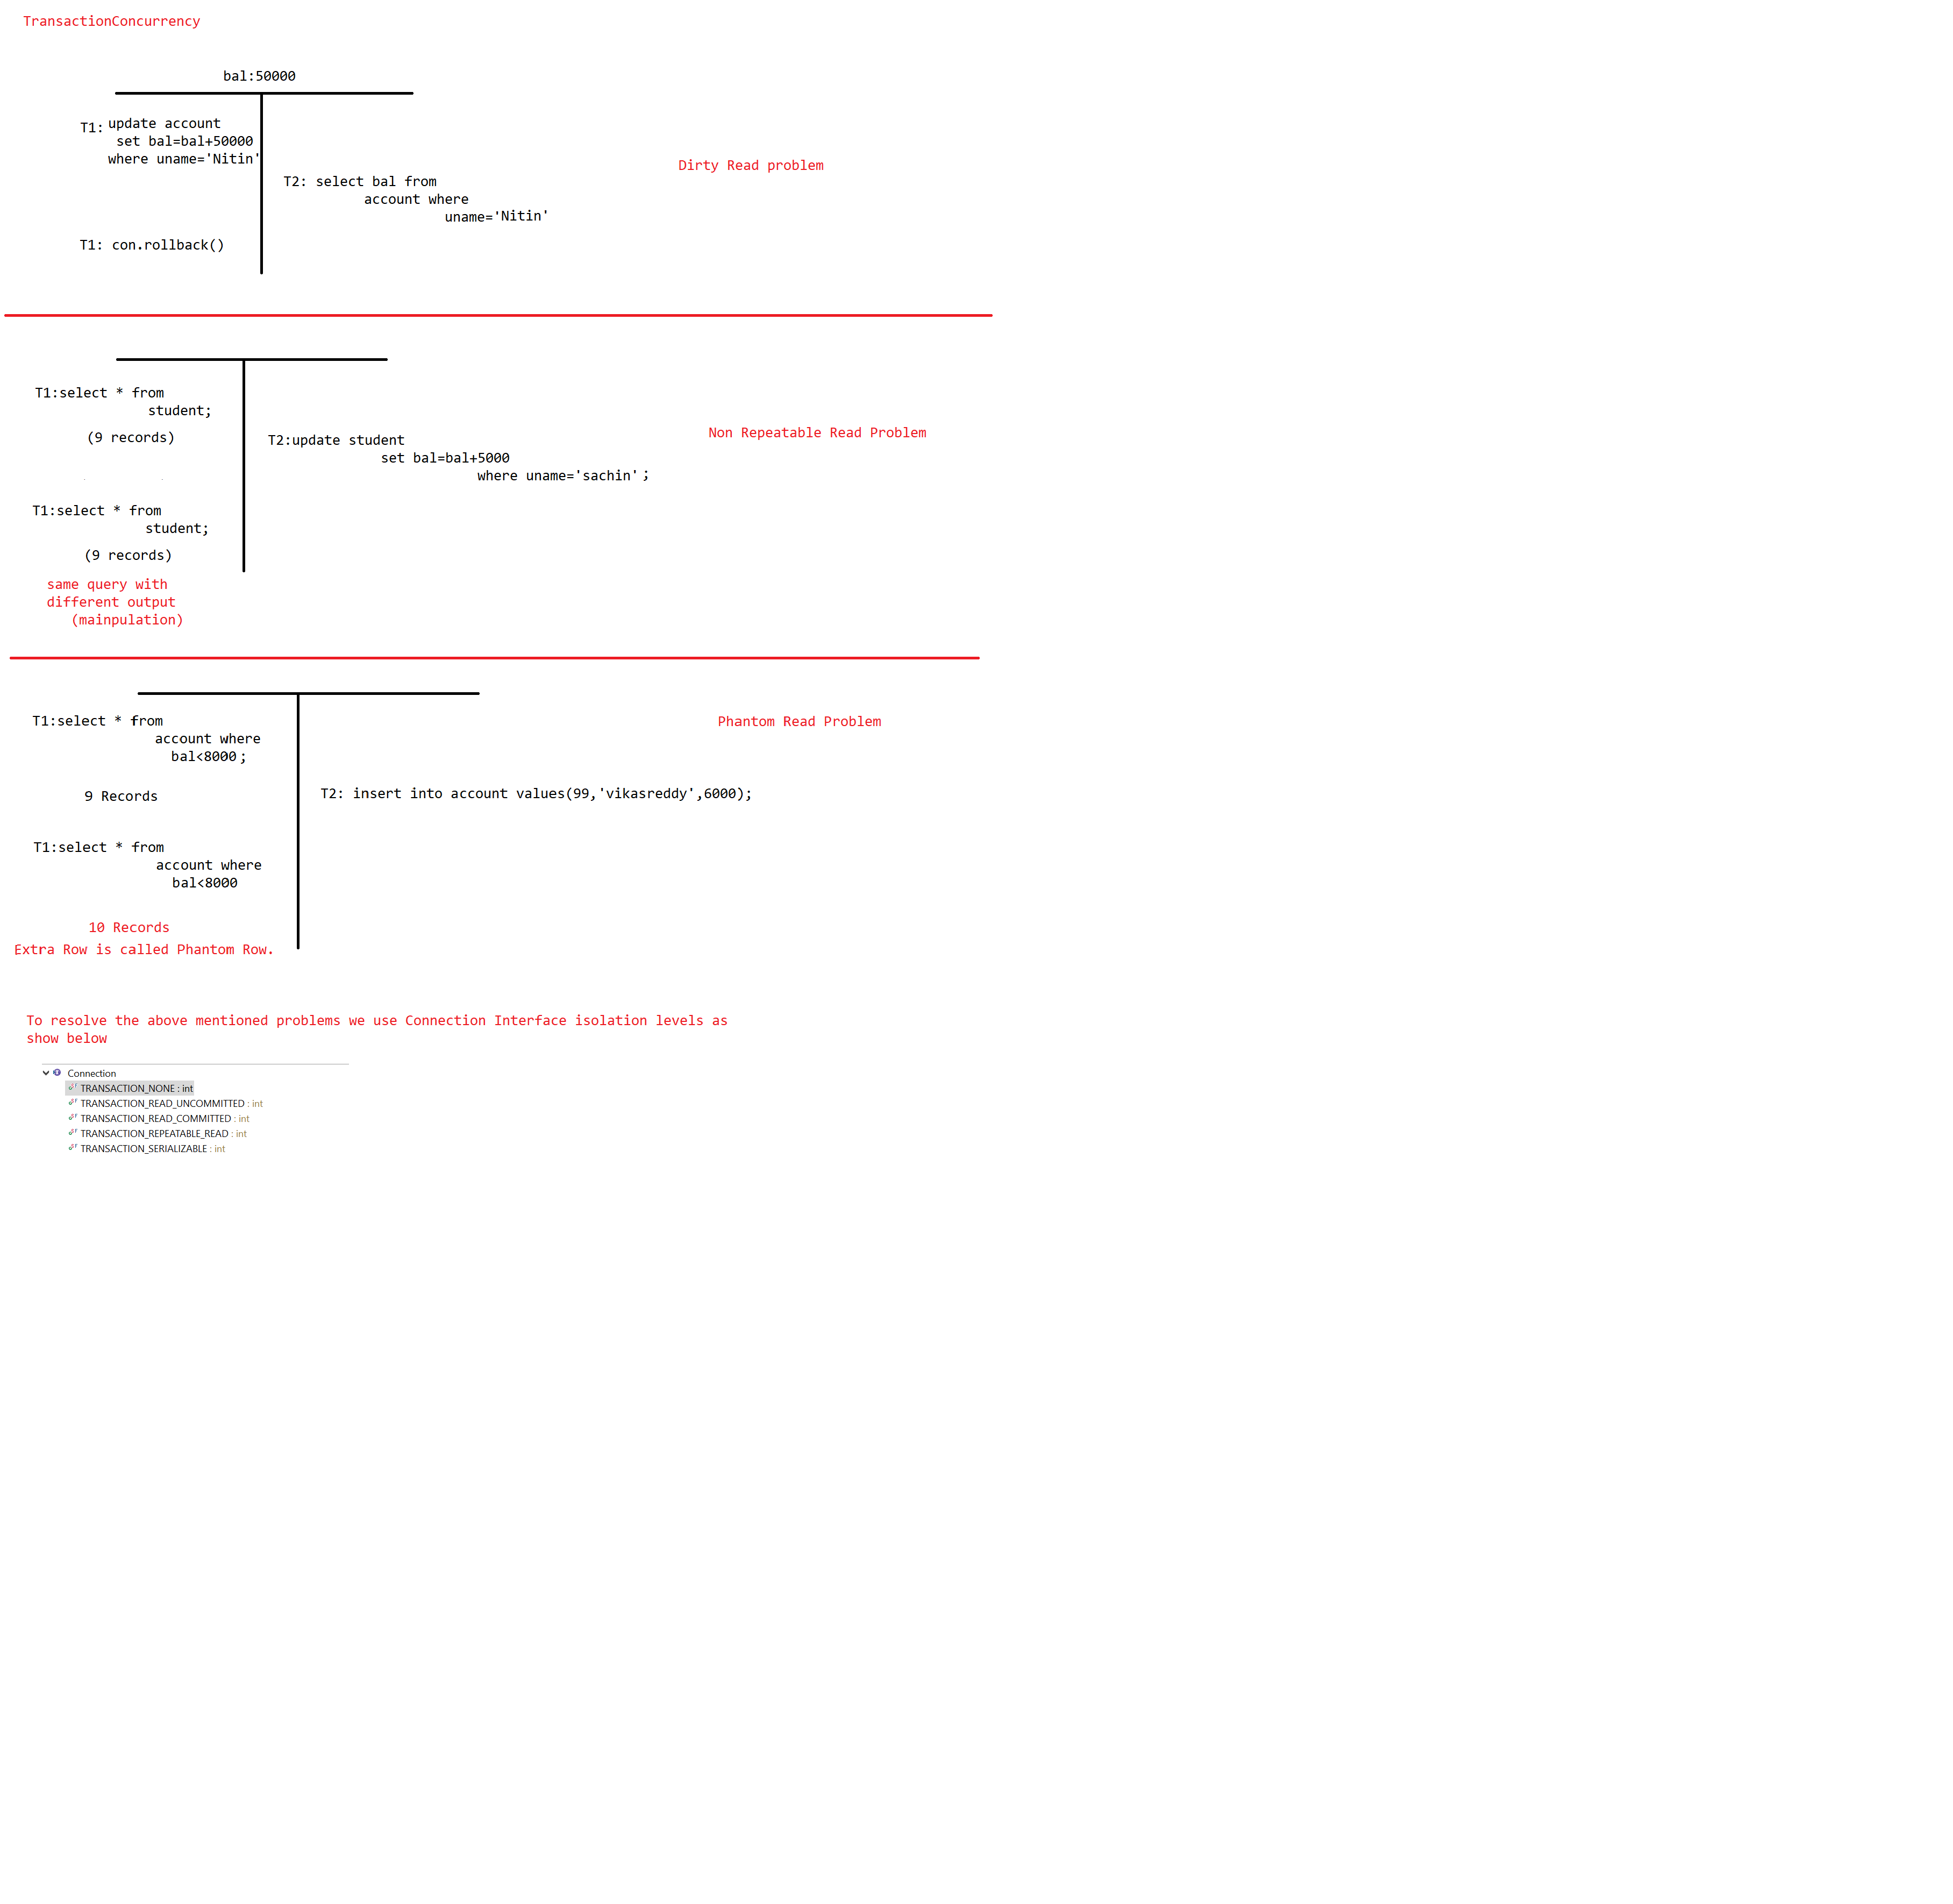 TransactionConcurrency
bal:50000
T1: update account
set bal=bal+50000
where uname='Nitin'
Dirty Read problem
T2: select bal from
account where
uname='Nitin'
T1: con.rollback()
T1:select * from
student;
(9 records)
Non Repeatable Read Problem
T2:update student
set bal=bal+5000
where uname='sachin';
T1:select * from
student;
(9 records)
same query with
different output
(mainpulation)
T1:select * from
account where
bal<8000;
Phantom Read Problem
9 Records
T2: insert into account values(99,'vikasreddy',6000);
T1:select * from
account where
bal<8000
10 Records
Extra Row is called Phantom Row.
To resolve the above mentioned problems we use Connection Interface isolation levels as
show below
Connection
TRANSACTION_NONE : int
TRANSACTION_READ_UNCOMMITTED : int
TRANSACTION_READ_COMMITTED : int
TRANSACTION_REPEATABLE_READ : int
TRANSACTION_SERIALIZABLE : int